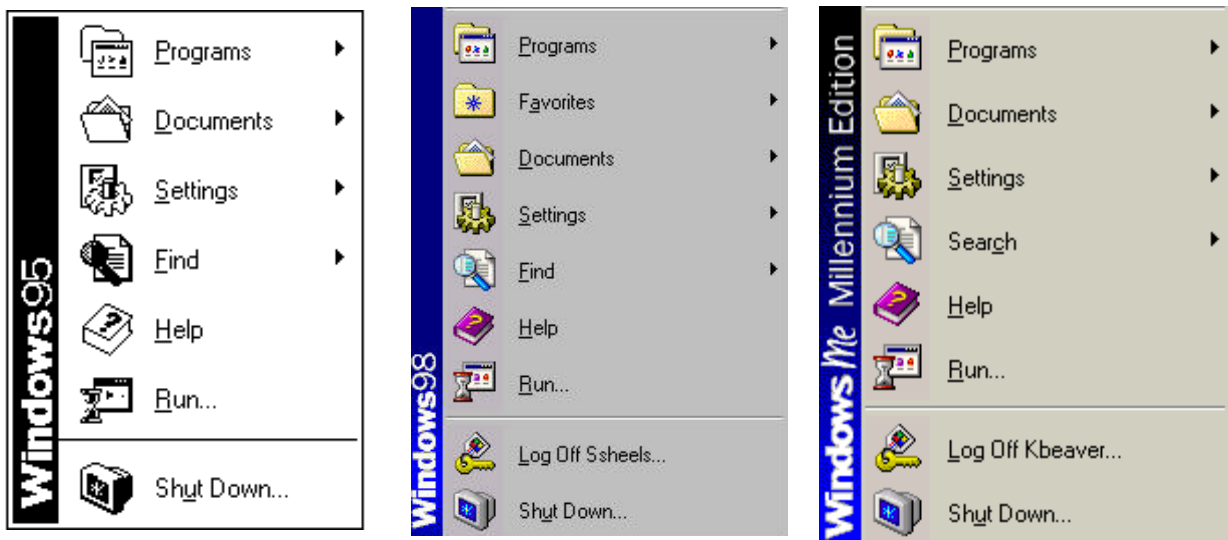 Windows95
Programs
Documents
Settings
Find
Help
Run...
Shut Down...
Windows98
Programs
Favorites
Documents
Settings
Find
Help
Run...
Log Off Ssheels...
Shut Down...
Windows Me Millennium Edition
Programs
Documents
Settings
Search
Help
Run...
Log Off Kbeaver...
Shut Down...